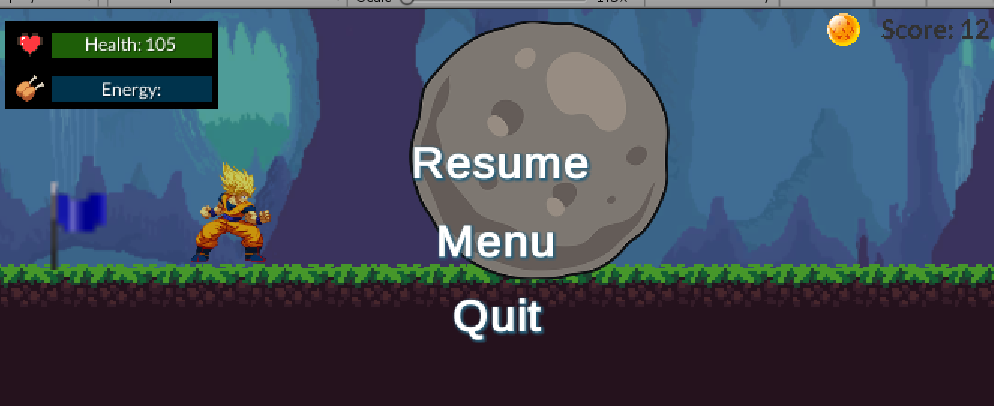 Health: 105
Score: 12
Energy:
Resume
Menu
Quit